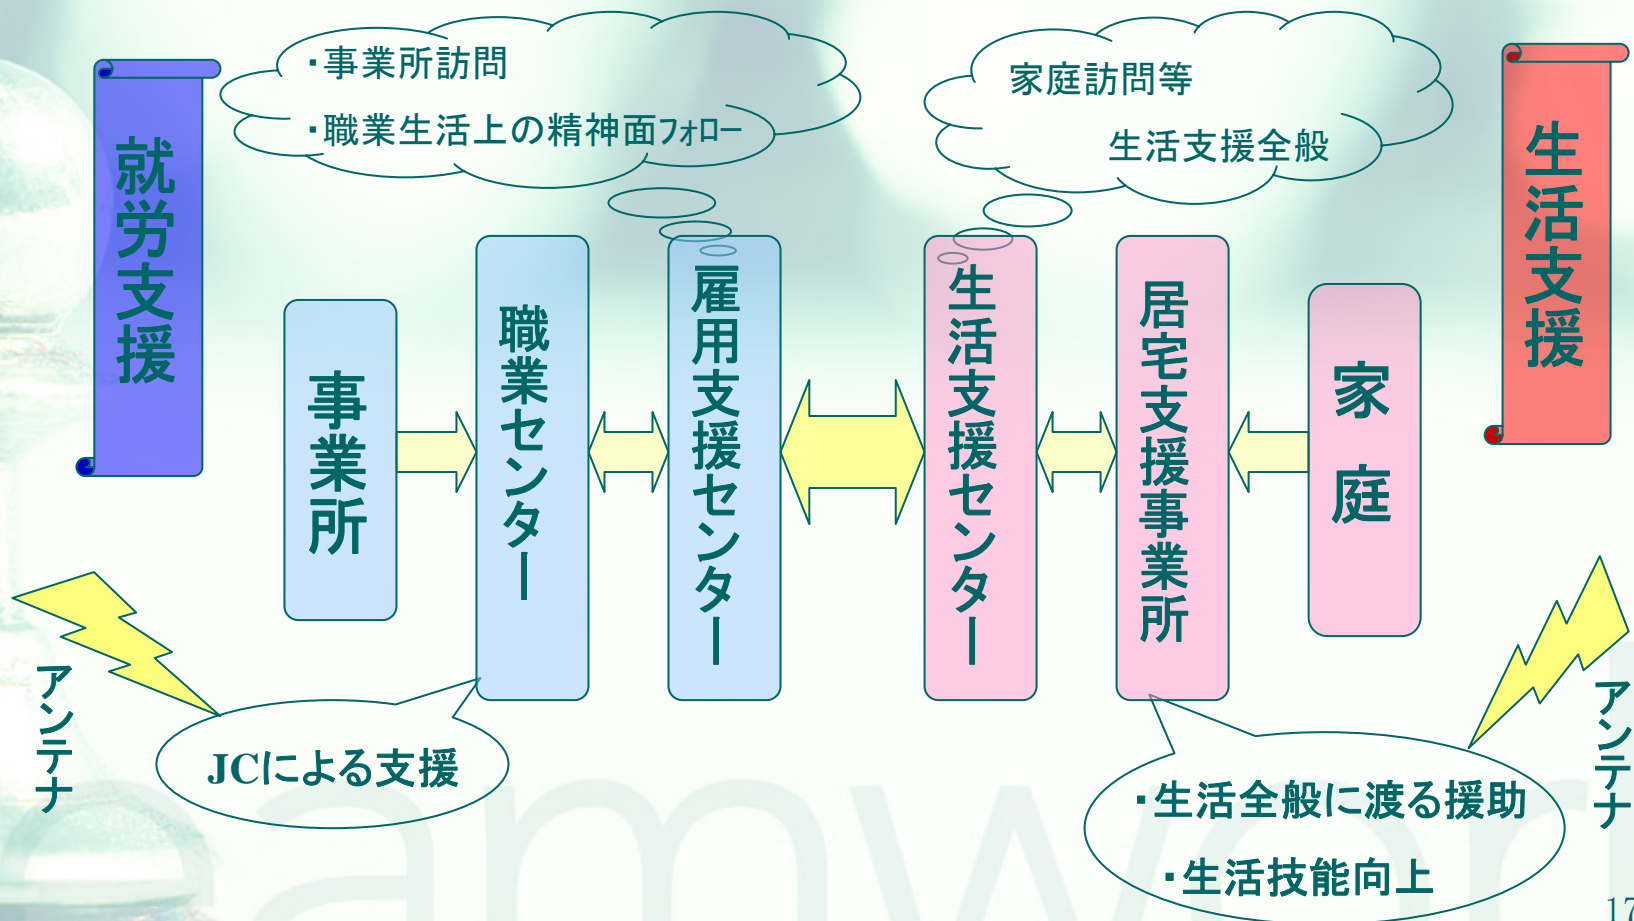 ・事業所訪問
・職業生活上の精神面フォロー
家庭訪問等
生活支援全般
就労支援
生活支援
事業所
職業センター
雇用支援センター
生活支援センター
居宅支援事業所
家庭
アンテナ
JCによる支援
・生活全般に渡る援助
・生活技能向上
アンテナ
eamwor
17